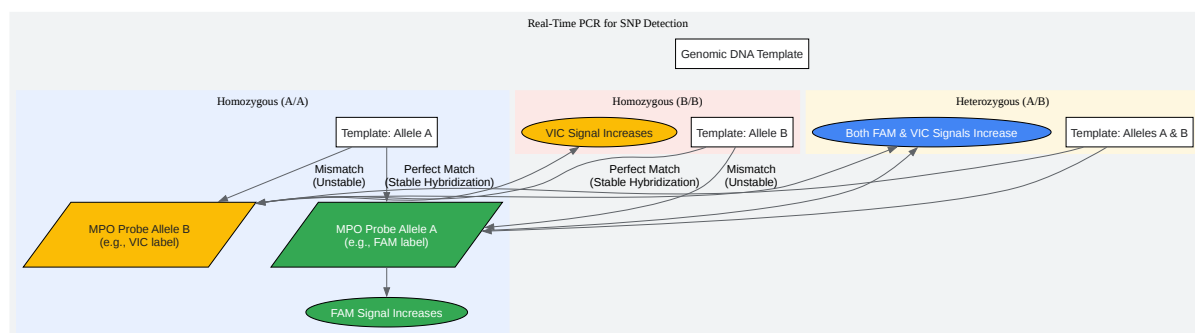 Real-Time PCR for SNP Detection
Genomic DNA Template
Homozygous (A/A)
Homozygous (B/B)
Heterozygous (A/B)
Template: Allele A
VIC Signal Increases
Template: Allele B
Both FAM & VIC Signals Increase
Template: Alleles A & B
Mismatch
(Unstable)
Perfect Match
(Stable Hybridization)
Perfect Match
(Stable Hybridization)
Mismatch
(Unstable)
MPO Probe Allele B
(e.g., VIC label)
MPO Probe Allele A
(e.g., FAM label)
FAM Signal Increases